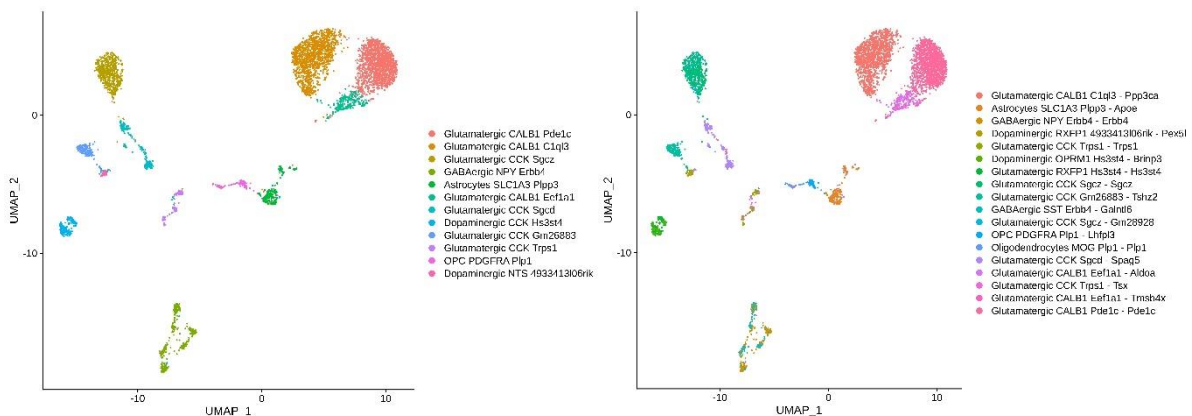 UMAP_2
0
-10
-10
0
10
UMAP_1
Glutamatergic CALB1 Pde1c
Glutamatergic CALB1 C1ql3
Glutamatergic CCK Sgcz
GABAergic NPY Erbb4
Astrocytes SLC1A3 Plpp3
Glutamatergic CALB1 Eef1a1
Glutamatergic CCK Sgcd
Dopaminergic CCK Hs3st4
Glutamatergic CCK Gm26883
Glutamatergic CCK Trps1
OPC PDGFRA Plp1
Dopaminergic NTS 4933413l06rik
UMAP_2
0
-10
-10
0
10
UMAP_1
Glutamatergic CALB1 C1ql3 - Ppp3ca
Astrocytes SLC1A3 Plpp3 - Apoe
GABAergic NPY Erbb4 - Erbb4
Dopaminergic RXFP1 4933413l06rik - Pex5l
Glutamatergic CCK Trps1 - Trps1
Dopaminergic OPRM1 Hs3st4 - Brinp3
Glutamatergic RXFP1 Hs3st4 - Hs3st4
Glutamatergic CCK Sgcz - Sgcz
Glutamatergic CCK Gm26883 - Tshz2
GABAergic SST Erbb4 - Galntl6
Glutamatergic CCK Sgcz - Gm28928
OPC PDGFRA Plp1 - Lhfpl3
Oligodendrocytes MOG Plp1 - Plp1
Glutamatergic CCK Sgcd - Spag5
Glutamatergic CALB1 Eef1a1 - Aldoa
Glutamatergic CCK Trps1 - Tsx
Glutamatergic CALB1 Eef1a1 - Tmsb4x
Glutamatergic CALB1 Pde1c - Pde1c